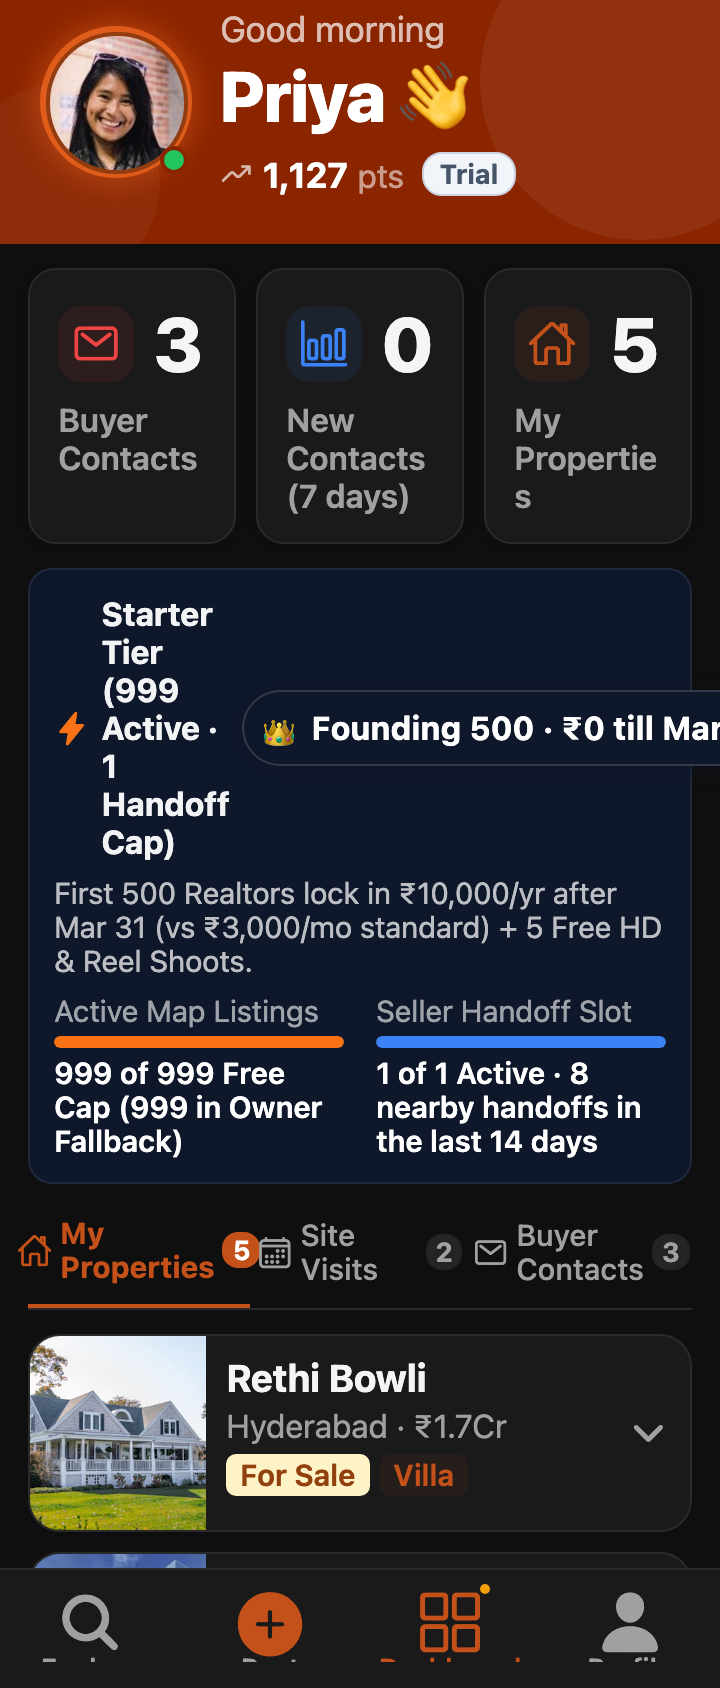 Good morning
Priya 👋
1,127 pts Trial
3
Buyer
Contacts
0
New
Contacts
(7 days)
5
My
Propertie
s
Starter
Tier
(999
Active ·
1
Handoff
Cap)
👑 Founding 500 · ₹0 till Mar
First 500 Realtors lock in ₹10,000/yr after
Mar 31 (vs ₹3,000/mo standard) + 5 Free HD
& Reel Shoots.
Active Map Listings
999 of 999 Free
Cap (999 in Owner
Fallback)
Seller Handoff Slot
1 of 1 Active · 8
nearby handoffs in
the last 14 days
My
Properties 5
Site
Visits 2
Buyer
Contacts 3
Rethi Bowli
Hyderabad · ₹1.7Cr
For Sale Villa